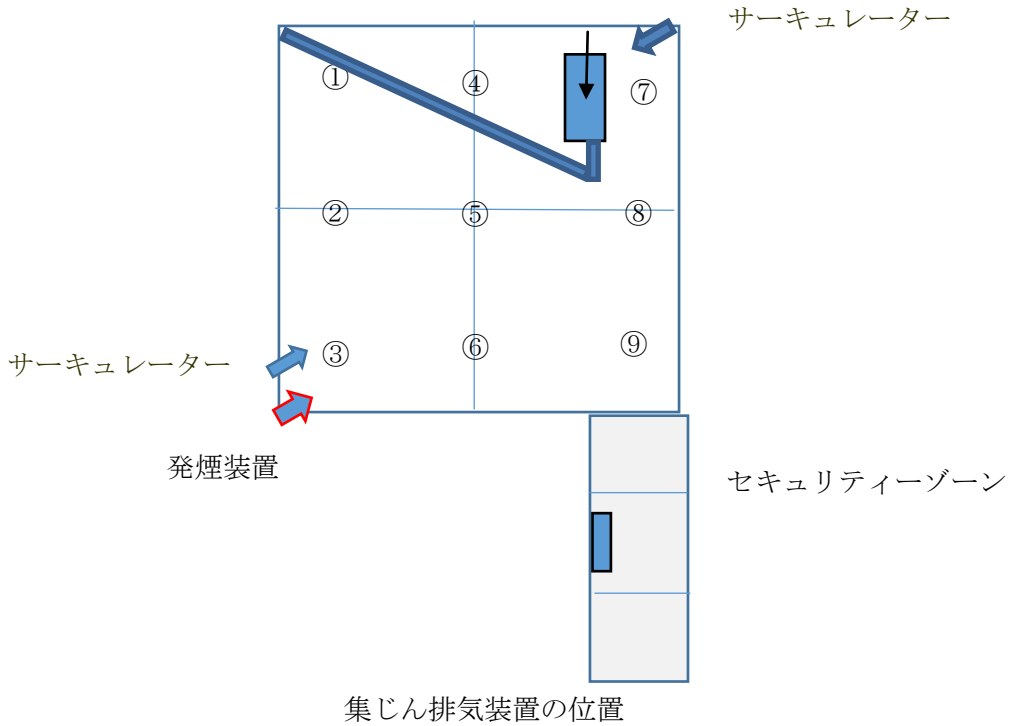 サーキュレーター
① ④ ⑦
② ⑤ ⑧
サーキュレーター ③ ⑥ ⑨
発煙装置
セキュリティーゾーン
集じん排気装置の位置